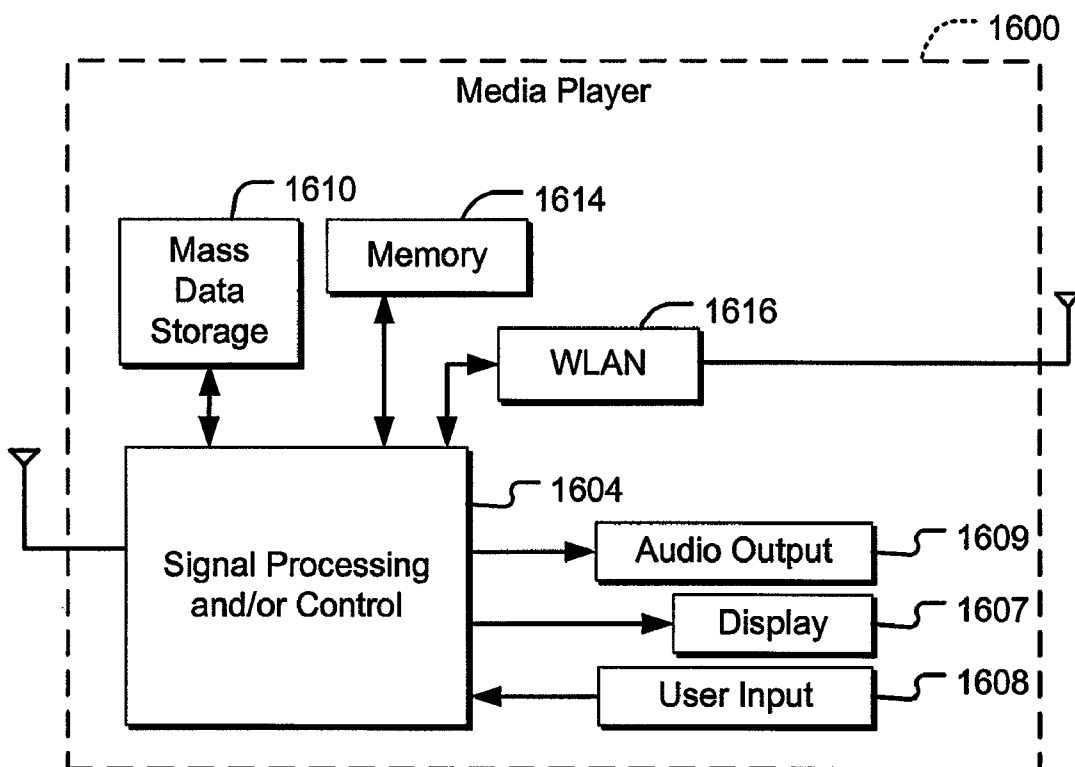 1600
Media Player
1610
1614
Mass
Data
Storage
Memory
1616
WLAN
1604
Signal Processing
and/or Control
Audio Output
1609
Display
1607
User Input
1608